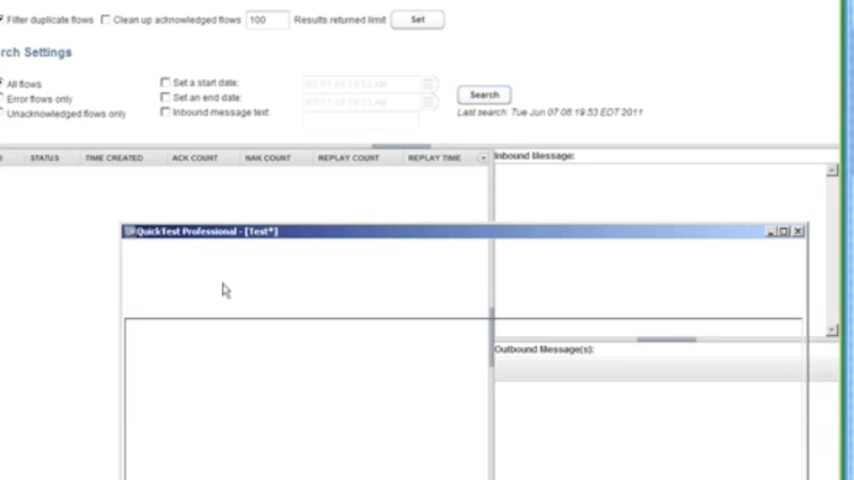 Filter duplicate flows Clean up acknowledged flows 100 Results returned limit Set
rch Settings
All flows
Error flows only
Unacknowledged flows only
Set a start date:
Set an end date:
Inbound message text:
Search
Last search: Tue Jun 07 08:19:53 EDT 2011
STATUS TIME CREATED ACK COUNT NAK COUNT REPLAY COUNT REPLAY TIME
Inbound Message:
QuickTest Professional - [Test*]
Outbound Message(s):